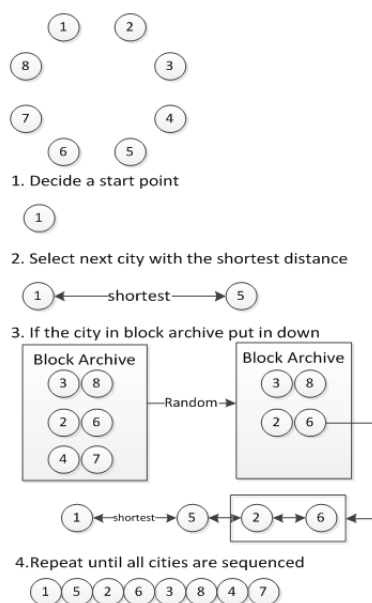 1 2
8 3
7 4
6 5
1. Decide a start point
1
2. Select next city with the shortest distance
1 shortest 5
3. If the city in block archive put in down
Block Archive
3 8
2 6
4 7
Random
Block Archive
3 8
2 6
1 shortest 5 2 6
4.Repeat until all cities are sequenced
1 5 2 6 3 8 4 7